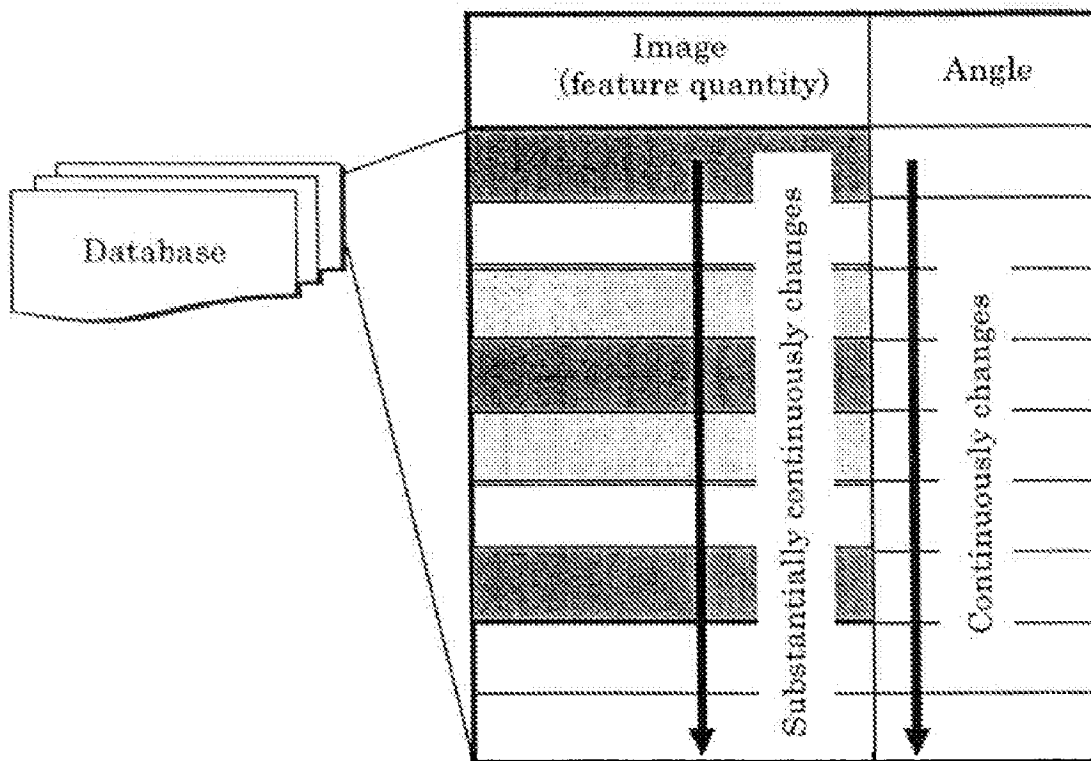 Image
(feature quantity)
Angle
Database
Substantially continuously changes
Continuously changes